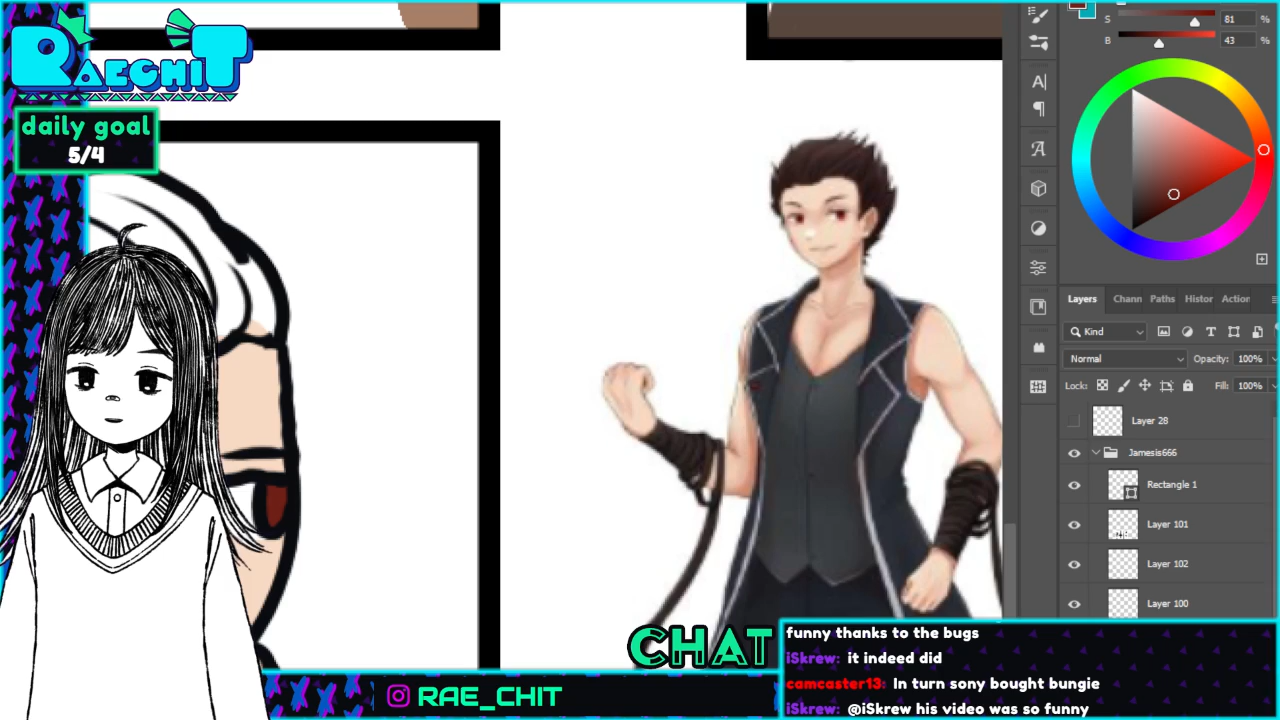 RAECHIT
daily goal
5/4
S 81 %
B 43 %
Layers Chann Paths Histor Action
Kind
Normal Opacity: 100%
Lock: Fill: 100%
Layer 28
Jamesis666
Rectangle 1
Layer 101
Layer 102
Layer 100
CHAT
funny thanks to the bugs
iSkrew: it indeed did
camcaster13: In turn sony bought bungie
iSkrew: @iSkrew his video was so funny
RAE_CHIT